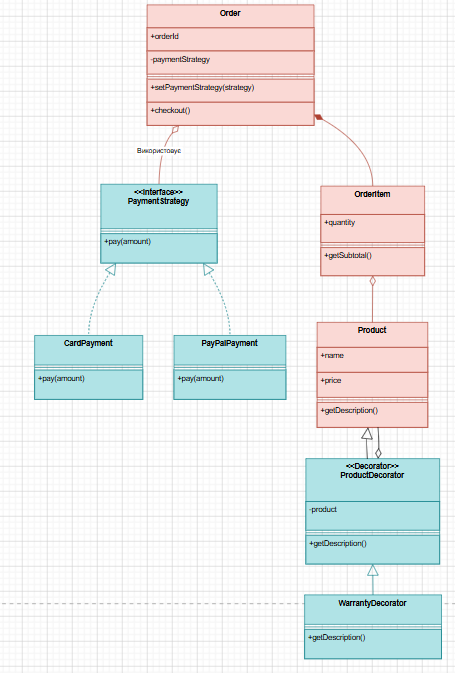 Order
+orderId
-paymentStrategy
+setPaymentStrategy(strategy)
+checkout()
Використовує
<<Interface>>
PaymentStrategy
+pay(amount)
OrderItem
+quantity
+getSubtotal()
CardPayment
+pay(amount)
PayPalPayment
+pay(amount)
Product
+name
+price
+getDescription()
<<Decorator>>
ProductDecorator
-product
+getDescription()
WarrantyDecorator
+getDescription()